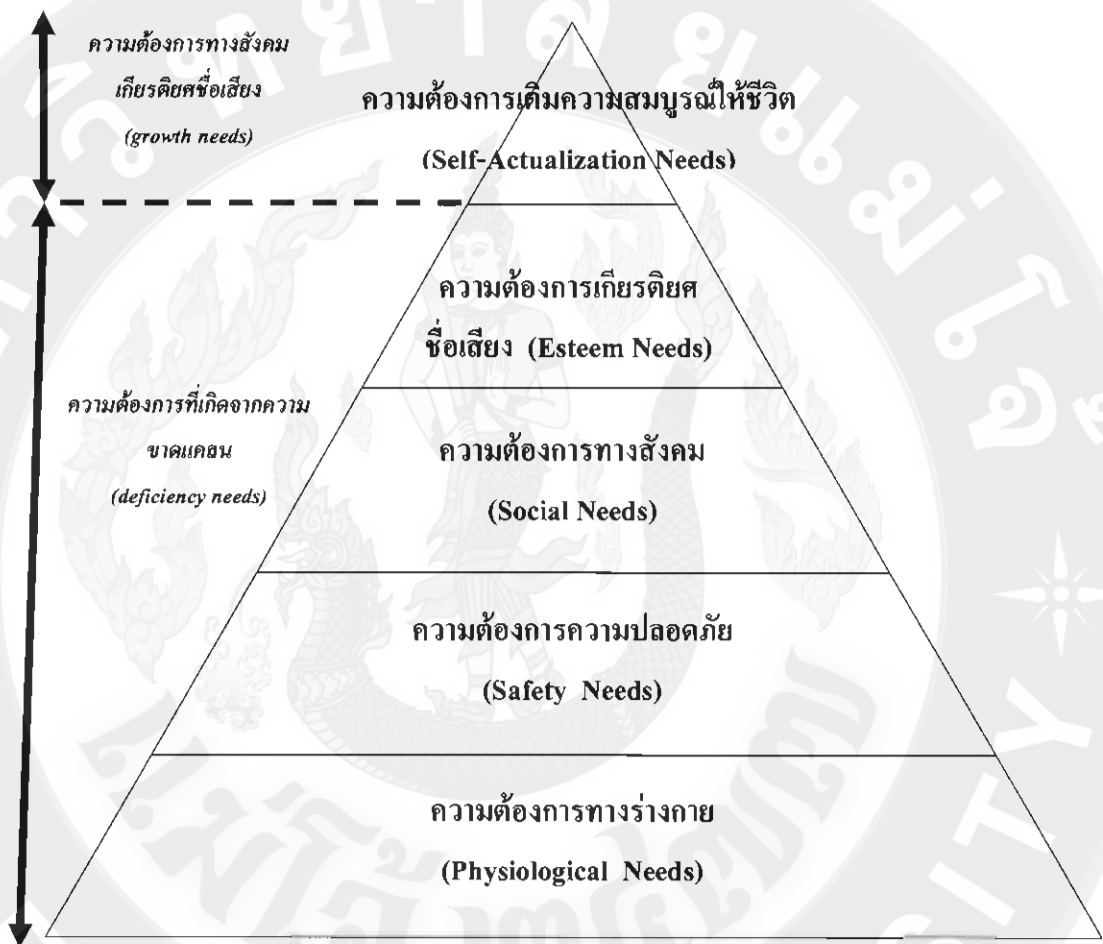 ความต้องการทางสังคม
เกียรติยศชื่อเสียง
(growth needs)
ความต้องการเติมความสมบูรณ์ให้ชีวิต
(Self-Actualization Needs)
ความต้องการเกียรติยศ
ชื่อเสียง (Esteem Needs)
ความต้องการที่เกิดจากความ
ขาดแคลน
(deficiency needs)
ความต้องการทางสังคม
(Social Needs)
ความต้องการความปลอดภัย
(Safety Needs)
ความต้องการทางร่างกาย
(Physiological Needs)